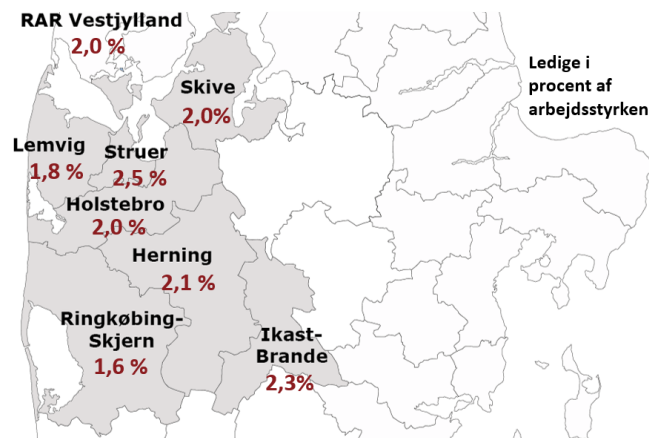 RAR Vestjylland
2,0 %
Skive
2,0%
Ledige i
procent af
arbejdsstyrken
Lemvig
1,8 %
Struer
2,5 %
Holstebro
2,0 %
Herning
2,1 %
Ringkøbing-
Skjern
1,6 %
Ikast-
Brande
2,3%